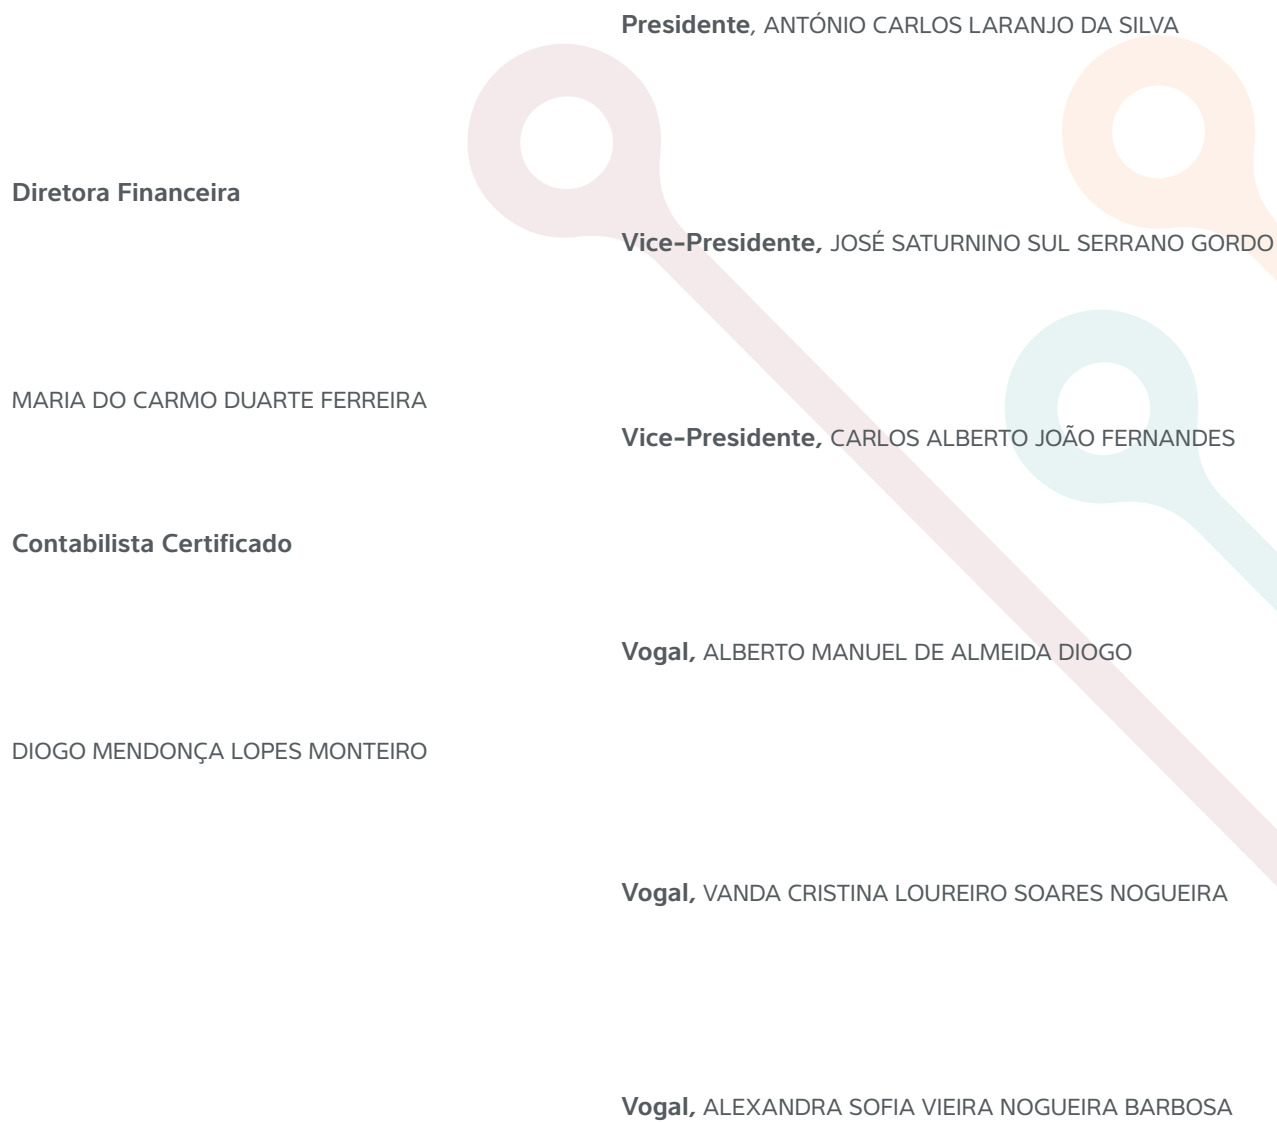 Presidente, ANTÓNIO CARLOS LARANJO DA SILVA
Diretora Financeira
Vice-Presidente, JOSÉ SATURNINO SUL SERRANO GORDO
MARIA DO CARMO DUARTE FERREIRA
Vice-Presidente, CARLOS ALBERTO JOÃO FERNANDES
Contabilista Certificado
Vogal, ALBERTO MANUEL DE ALMEIDA DIOGO
DIOGO MENDONÇA LOPES MONTEIRO
Vogal, VANDA CRISTINA LOUREIRO SOARES NOGUEIRA
Vogal, ALEXANDRA SOFIA VIEIRA NOGUEIRA BARBOSA